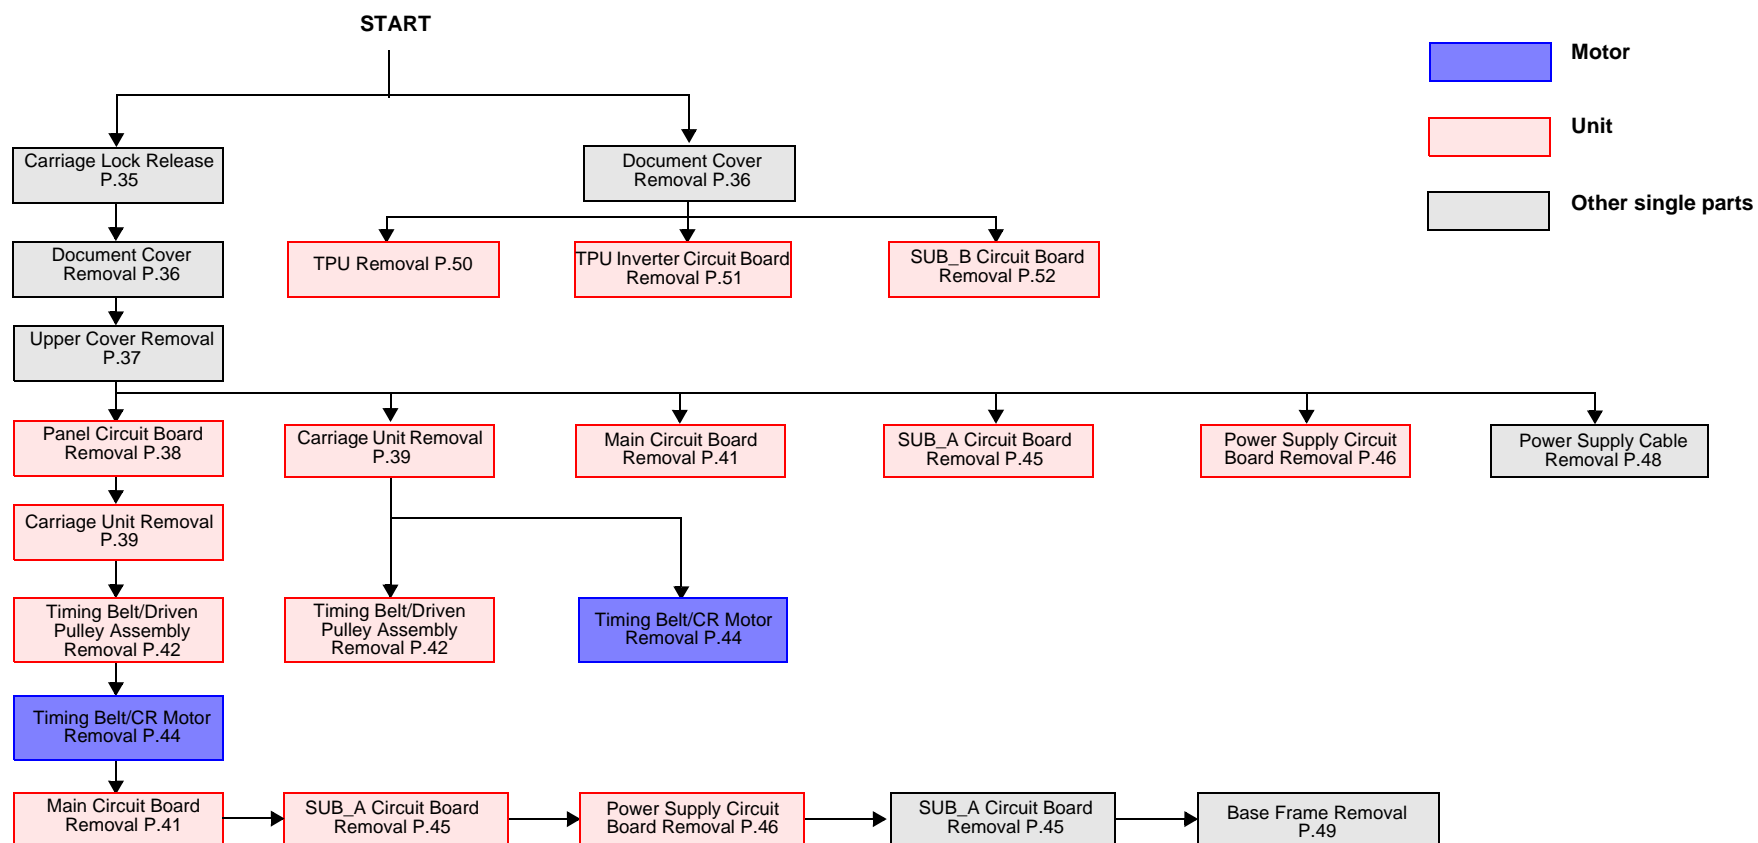 START
Motor
Unit
Other single parts
Carriage Lock Release
P.35
Document Cover
Removal P.36
Document Cover
Removal P.36
TPU Removal P.50
TPU Inverter Circuit Board
Removal P.51
SUB_B Circuit Board
Removal P.52
Upper Cover Removal
P.37
Panel Circuit Board
Removal P.38
Carriage Unit Removal
P.39
Main Circuit Board
Removal P.41
SUB_A Circuit Board
Removal P.45
Power Supply Circuit
Board Removal P.46
Power Supply Cable
Removal P.48
Carriage Unit Removal
P.39
Timing Belt/Driven
Pulley Assembly
Removal P.42
Timing Belt/Driven
Pulley Assembly
Removal P.42
Timing Belt/CR Motor
Removal P.44
Timing Belt/CR Motor
Removal P.44
Main Circuit Board
Removal P.41
SUB_A Circuit Board
Removal P.45
Power Supply Circuit
Board Removal P.46
SUB_A Circuit Board
Removal P.45
Base Frame Removal
P.49